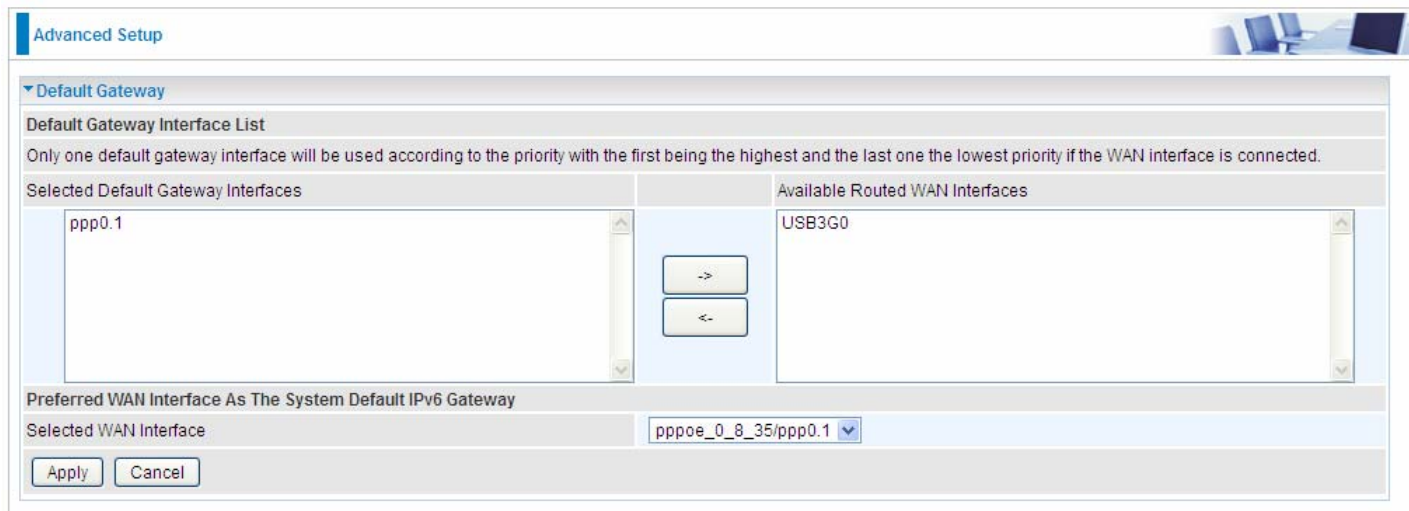 Advanced Setup
Default Gateway
Default Gateway Interface List
Only one default gateway interface will be used according to the priority with the first being the highest and the last one the lowest priority if the WAN interface is connected.
Selected Default Gateway Interfaces
Available Routed WAN Interfaces
ppp0.1
USB3G0
->
<-
Preferred WAN Interface As The System Default IPv6 Gateway
Selected WAN Interface
pppoe_0_8_35/ppp0.1
Apply
Cancel